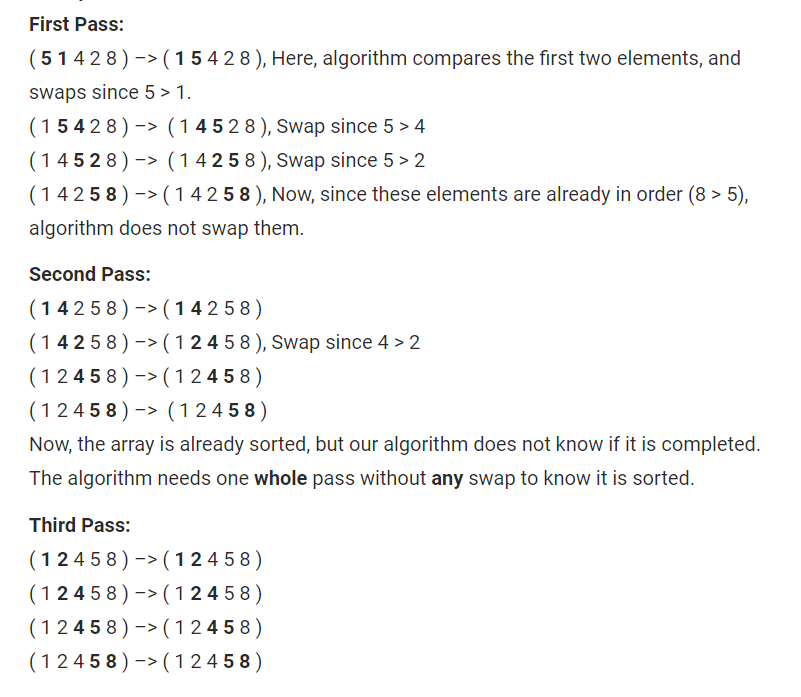 First Pass:
( 5 1 4 2 8 ) –> ( 1 5 4 2 8 ), Here, algorithm compares the first two elements, and
swaps since 5 > 1.
( 1 5 4 2 8 ) –>  ( 1 4 5 2 8 ), Swap since 5 > 4
( 1 4 5 2 8 ) –>  ( 1 4 2 5 8 ), Swap since 5 > 2
( 1 4 2 5 8 ) –> ( 1 4 2 5 8 ), Now, since these elements are already in order (8 > 5),
algorithm does not swap them.
Second Pass:
( 1 4 2 5 8 ) –> ( 1 4 2 5 8 )
( 1 4 2 5 8 ) –> ( 1 2 4 5 8 ), Swap since 4 > 2
( 1 2 4 5 8 ) –> ( 1 2 4 5 8 )
( 1 2 4 5 8 ) –>  ( 1 2 4 5 8 )
Now, the array is already sorted, but our algorithm does not know if it is completed.
The algorithm needs one whole pass without any swap to know it is sorted.
Third Pass:
( 1 2 4 5 8 ) –> ( 1 2 4 5 8 )
( 1 2 4 5 8 ) –> ( 1 2 4 5 8 )
( 1 2 4 5 8 ) –> ( 1 2 4 5 8 )
( 1 2 4 5 8 ) –> ( 1 2 4 5 8 )